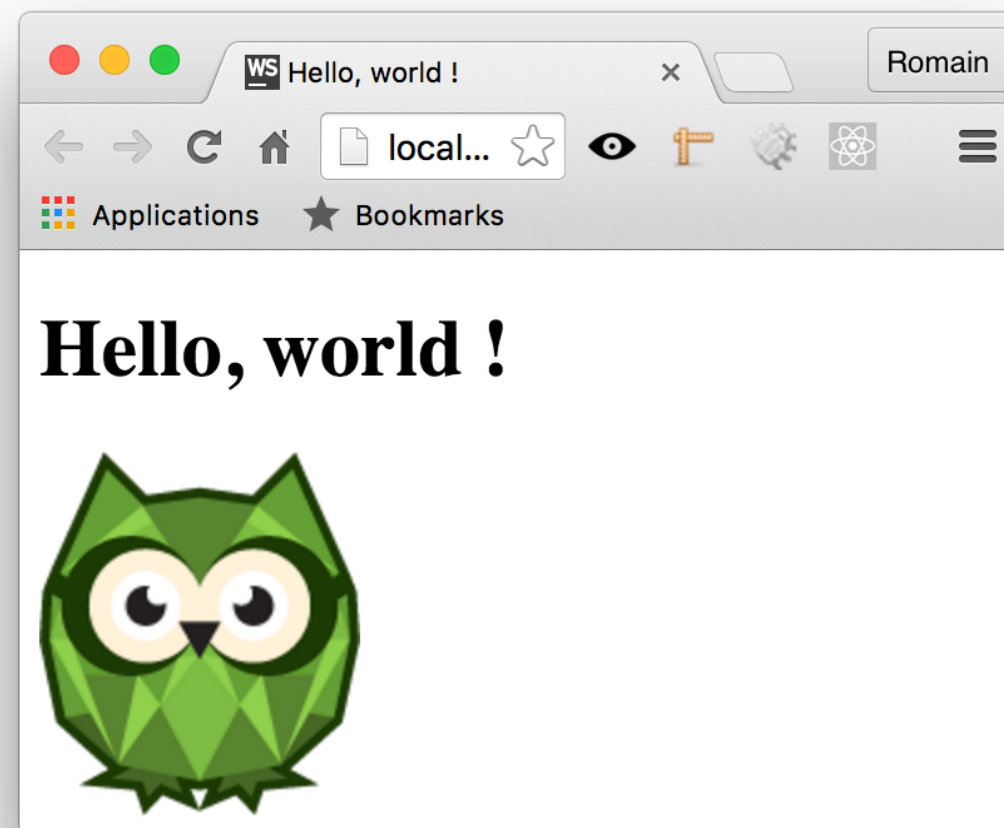 WS Hello, world !
Romain
local...
Applications
Bookmarks
Hello, world !